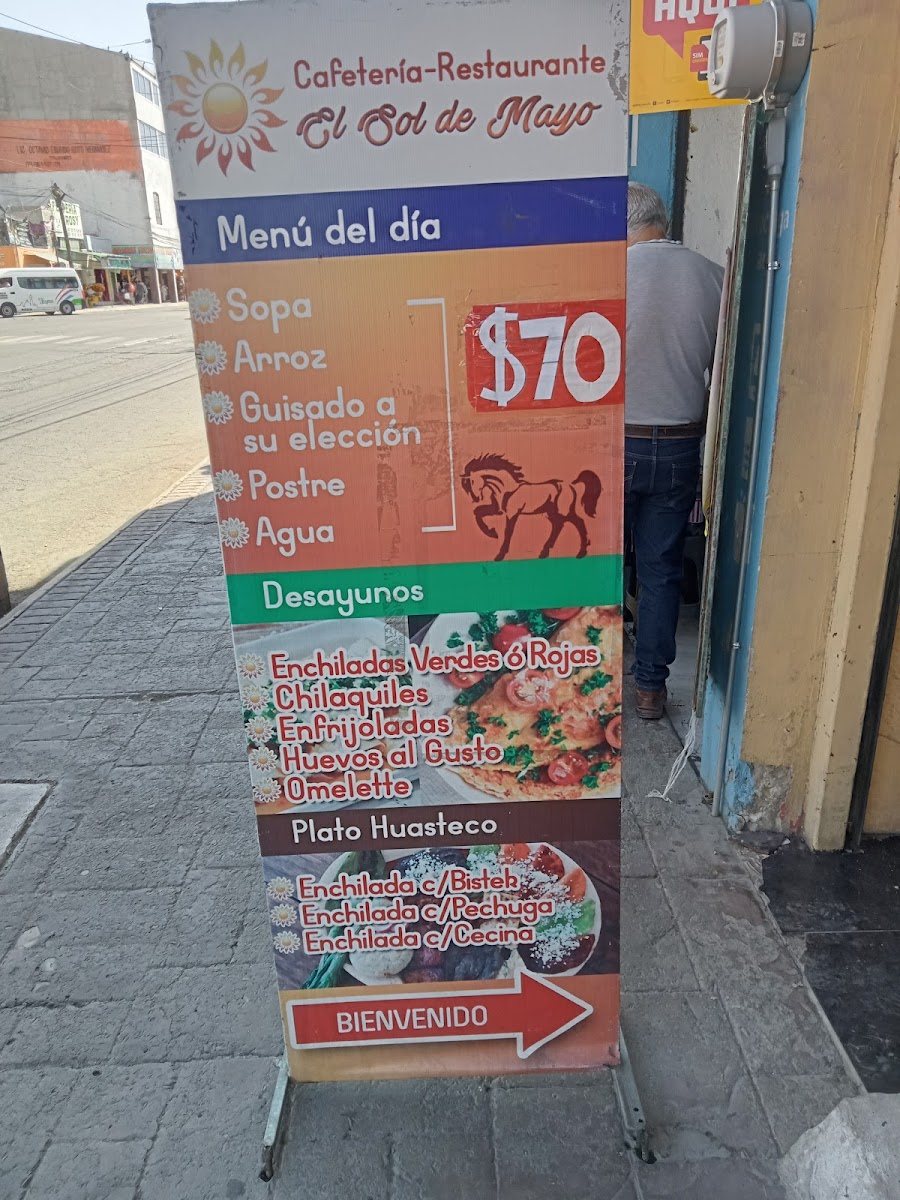 Cafetería-Restaurante
El Sol de Mayo
Menú del día
Sopa
Arroz
Guisado a
su elección
Postre
Agua
$70
Desayunos
Enchiladas Verdes ó Rojas
Chilaquiles
Enfrijoladas
Huevos al Gusto
Omelette
Plato Huasteco
Enchilada c/Bistek
Enchilada c/Pechuga
Enchilada c/Cecina
BIENVENIDO
AQUÍ